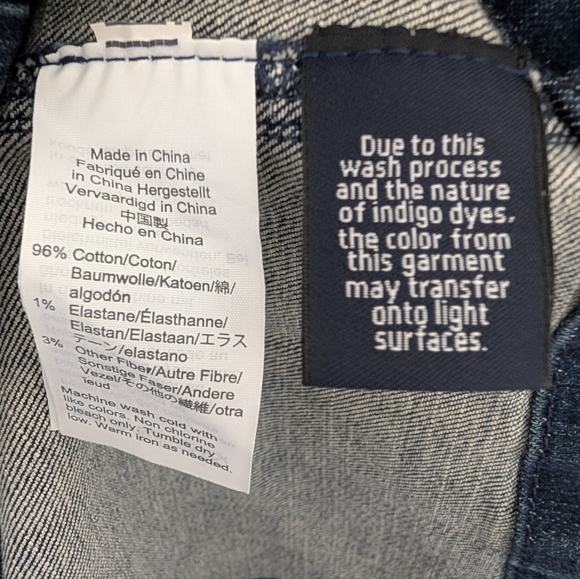 Made in China
Fabriqué en Chine
in China Hergestellt
Vervaardigd in China
中国製
Hecho en China
96% Cotton/Coton/
Baumwolle/Katoen/綿/
algodón
1% Elastane/Élasthanne/
Elastan/Elastaan/エラス
テーン/elastano
3% Other Fiber/Autre Fibre/
Sonstige Faser/Andere
Vezel/その他の繊維/otra
Machine wash cold with
like colors. Non chlorine
bleach only. Tumble dry
low. Warm iron as needed.
Due to this
wash process
and the nature
of indigo dyes,
the color from
this garment
may transfer
onto light
surfaces.